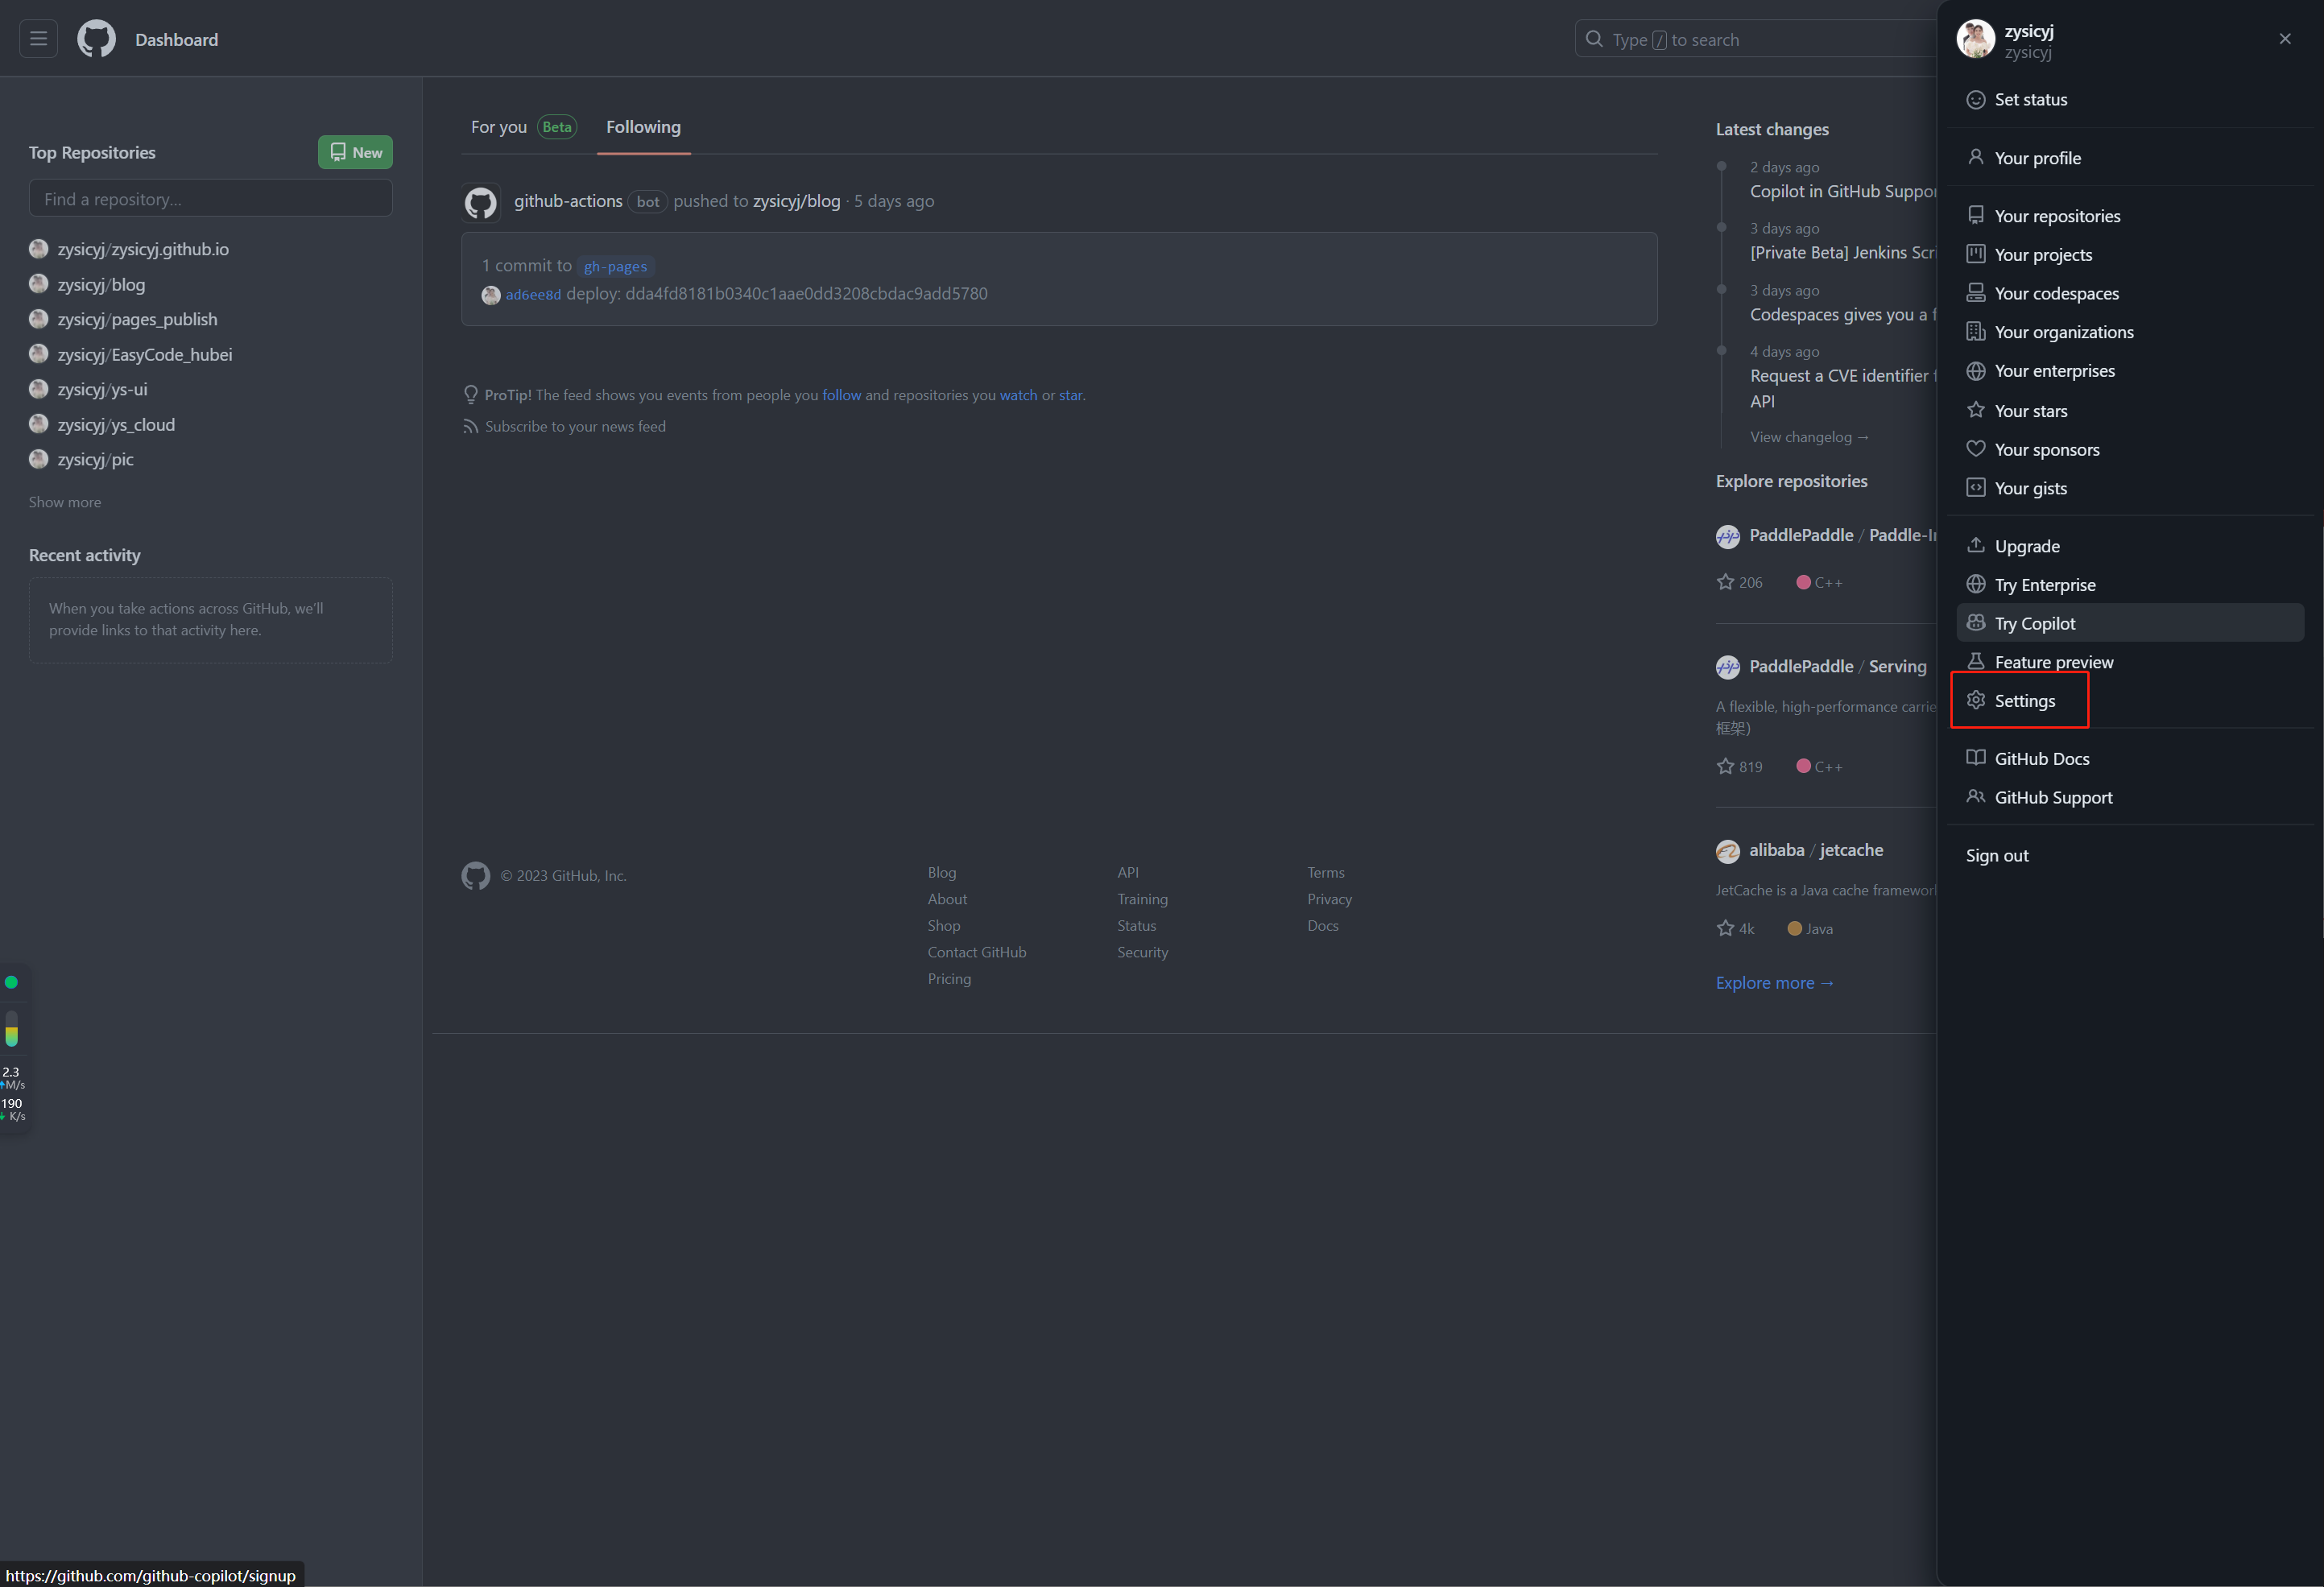 Dashboard
Type / to search
Top Repositories
New
Find a repository...
zysicyj/zysicyj.github.io
zysicyj/blog
zysicyj/pages_publish
zysicyj/EasyCode_hubei
zysicyj/ys-ui
zysicyj/ys_cloud
zysicyj/pic
Show more
Recent activity
When you take actions across GitHub, we'll
provide links to that activity here.
2.3
M/s
190
K/s
For you Beta Following
github-actions bot pushed to zysicyj/blog · 5 days ago
1 commit to gh-pages
ad6ee8d deploy: dda4fd8181b0340c1aae0dd3208cbdac9add5780
ProTip! The feed shows you events from people you follow and repositories you watch or star.
Subscribe to your news feed
© 2023 GitHub, Inc.
Blog
About
Shop
Contact GitHub
Pricing
API
Training
Status
Security
Terms
Privacy
Docs
Latest changes
2 days ago
Copilot in GitHub Suppor
3 days ago
[Private Beta] Jenkins Scri
3 days ago
Codespaces gives you a f
4 days ago
Request a CVE identifier
API
View changelog →
Explore repositories
PaddlePaddle / Paddle-I
206 C++
PaddlePaddle / Serving
A flexible, high-performance carrie
框架)
819 C++
alibaba / jetcache
JetCache is a Java cache framework
4k Java
Explore more →
zysicyj
zysicyj
Set status
Your profile
Your repositories
Your projects
Your codespaces
Your organizations
Your enterprises
Your stars
Your sponsors
Your gists
Upgrade
Try Enterprise
Try Copilot
Feature preview
Settings
GitHub Docs
GitHub Support
Sign out
https://github.com/github-copilot/signup